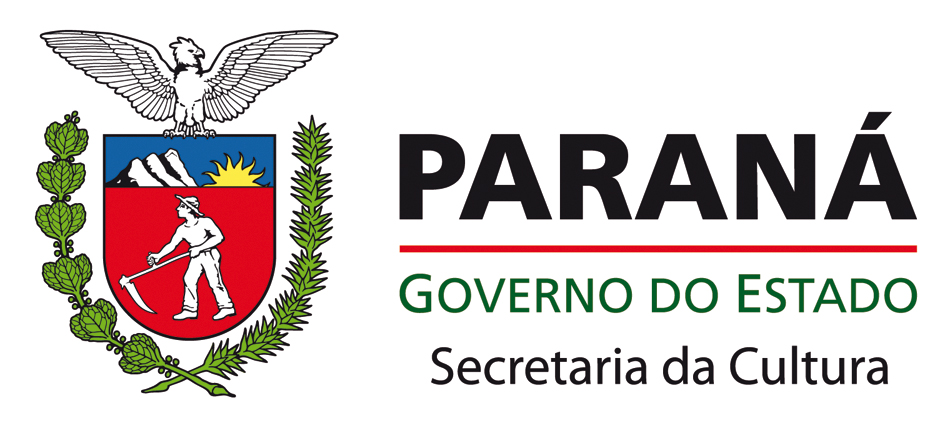 PARANÁ
GOVERNO DO ESTADO
Secretaria da Cultura